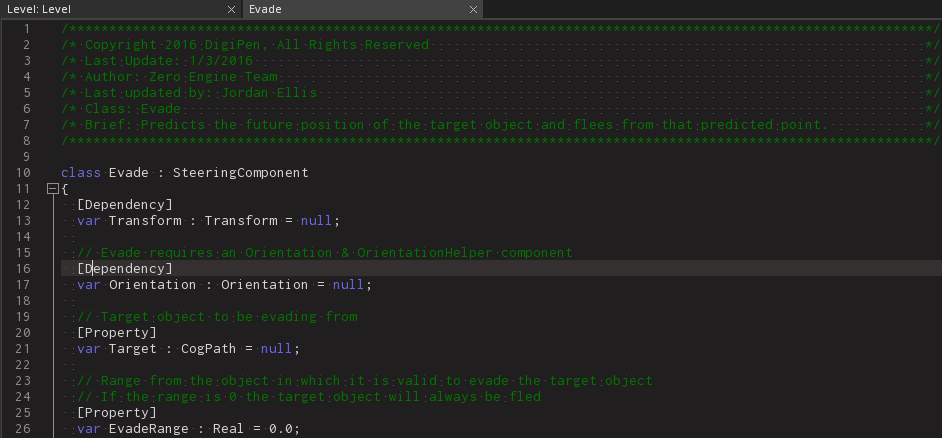 Level: Level
Evade
1 /************************************************************************************************************/
2 /* Copyright 2016 DigiPen, All Rights Reserved */
3 /* Last Update: 1/3/2016 */
4 /* Author: Zero Engine Team */
5 /* Last updated by: Jordan Ellis */
6 /* Class: Evade */
7 /* Brief: Predicts the future position of the target object and flees from that predicted point. */
8 /************************************************************************************************************/
9
10 class Evade : SteeringComponent
11 {
12 [Dependency]
13 var Transform : Transform = null;
14
15 // Evade requires an Orientation & OrientationHelper component
16 [Dependency]
17 var Orientation : Orientation = null;
18
19 // Target object to be evading from
20 [Property]
21 var Target : CogPath = null;
22
23 // Range from the object in which it is valid to evade the target object
24 // If the range is 0 the target object will always be fled
25 [Property]
26 var EvadeRange : Real = 0.0;